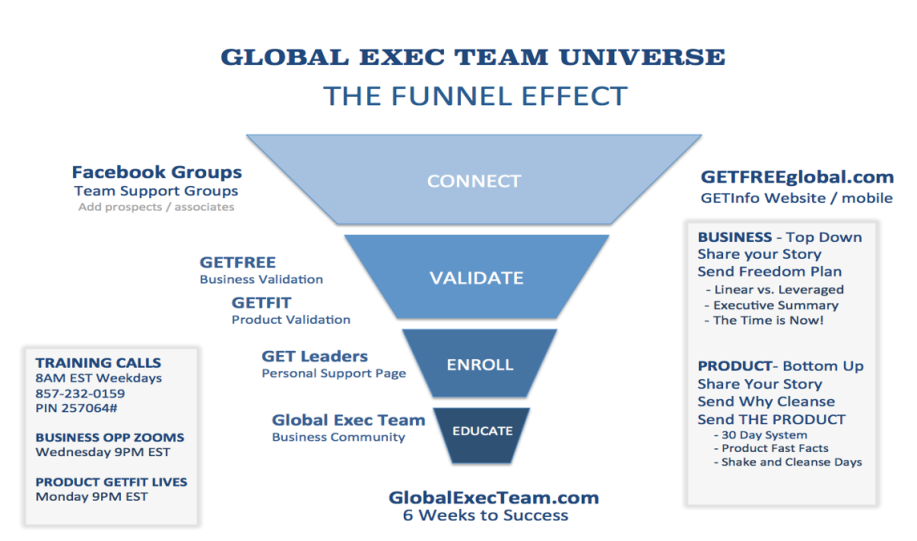 GLOBAL EXEC TEAM UNIVERSE
THE FUNNEL EFFECT
Facebook Groups
Team Support Groups
Add prospects / associates
CONNECT
GETFREEglobal.com
GETInfo Website / mobile
GETFREE
Business Validation
GETFIT
Product Validation
VALIDATE
GET Leaders
Personal Support Page
ENROLL
Global Exec Team
Business Community
EDUCATE
BUSINESS - Top Down
Share your Story
Send Freedom Plan
- Linear vs. Leveraged
- Executive Summary
- The Time is Now!
PRODUCT- Bottom Up
Share Your Story
Send Why Cleanse
Send THE PRODUCT
- 30 Day System
- Product Fast Facts
- Shake and Cleanse Days
TRAINING CALLS
8AM EST Weekdays
857-232-0159
PIN 257064#
BUSINESS OPP ZOOMS
Wednesday 9PM EST
PRODUCT GETFIT LIVES
Monday 9PM EST
GlobalExecTeam.com
6 Weeks to Success